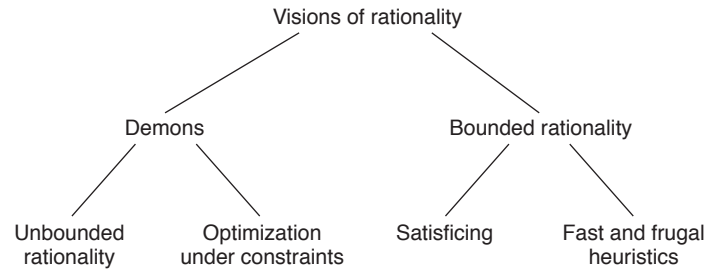 Visions of rationality
Demons
Bounded rationality
Unbounded
rationality
Optimization
under constraints
Satisficing
Fast and frugal
heuristics